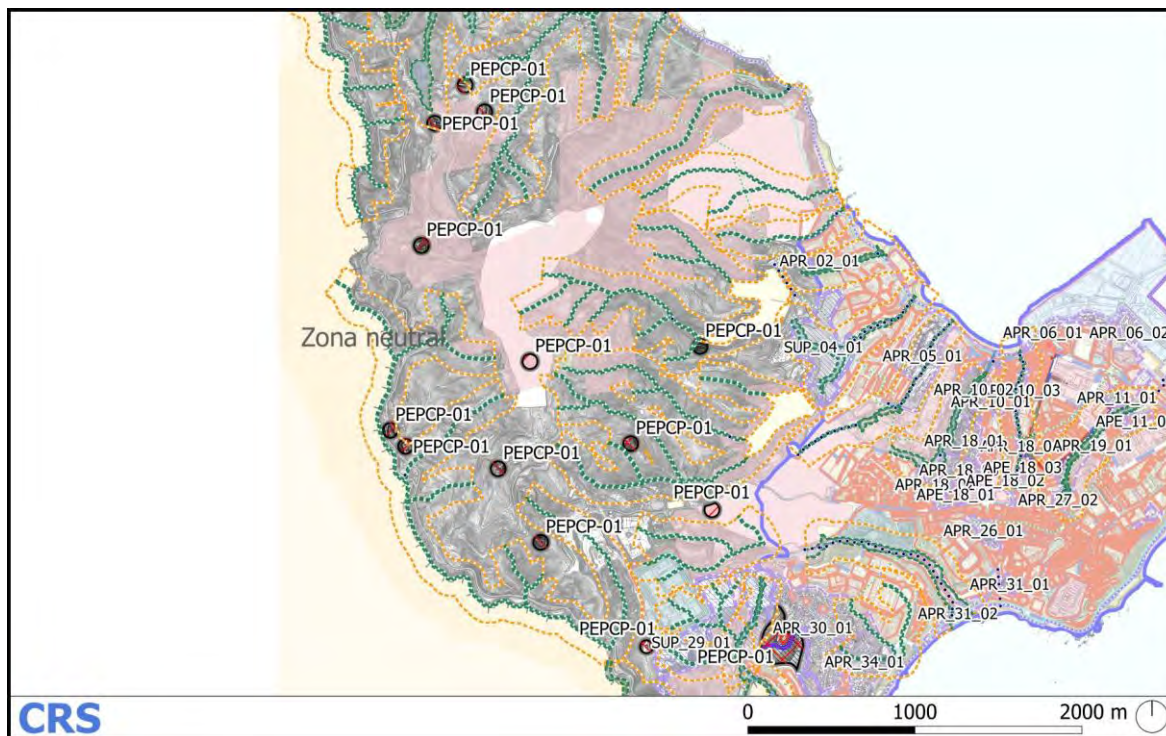 PEPCP-01
PEPCP-01
PEPCP-01
PEPCP-01
APR_02_01
Zona neutral
PEPCP-01
SUP_04_01
APR_05_01
APR_06_01
APR_06_02
PEPCP-01
APR_10_01
APR_11_01
PEPCP-01
PEPCP-01
PEPCP-01
PEPCP-01
APR_18_01
APR_19_01
APE_18_03
APE_18_02
APE_18_01
APR_27_02
PEPCP-01
APR_26_01
PEPCP-01
APR_31_01
APR_31_02
PEPCP-01
SUP_29_01
APR_30_01
PEPCP-01
APR_34_01
CRS
0
1000
2000 m